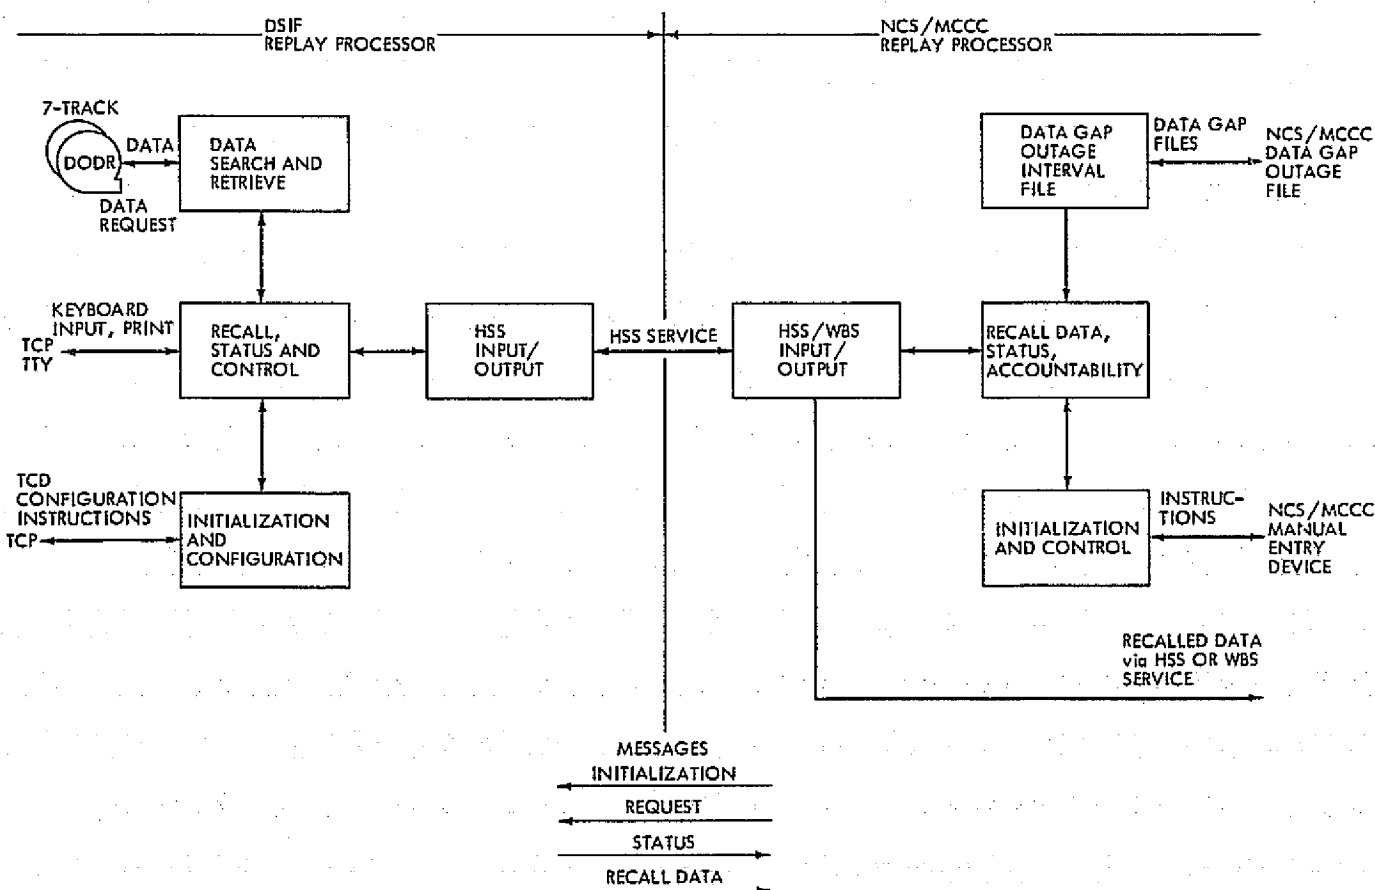 DSIF
REPLAY PROCESSOR
NCS/MCCC
REPLAY PROCESSOR
7-TRACK
DODR
DATA
DATA
REQUEST
DATA
SEARCH AND
RETRIEVE
KEYBOARD
INPUT, PRINT
TCP
TTY
RECALL,
STATUS AND
CONTROL
HSS
INPUT/
OUTPUT
HSS SERVICE
TCD
CONFIGURATION
INSTRUCTIONS
TCP
INITIALIZATION
AND
CONFIGURATION
DATA GAP
OUTAGE
INTERVAL
FILE
DATA GAP
FILES
NCS/MCCC
DATA GAP
OUTAGE
FILE
HSS/WBS
INPUT/
OUTPUT
RECALL DATA,
STATUS,
ACCOUNTABILITY
INITIALIZATION
AND CONTROL
INSTRUC-
TIONS
NCS/MCCC
MANUAL
ENTRY
DEVICE
RECALLED DATA
via HSS OR WBS
SERVICE
MESSAGES
INITIALIZATION
REQUEST
STATUS
RECALL DATA